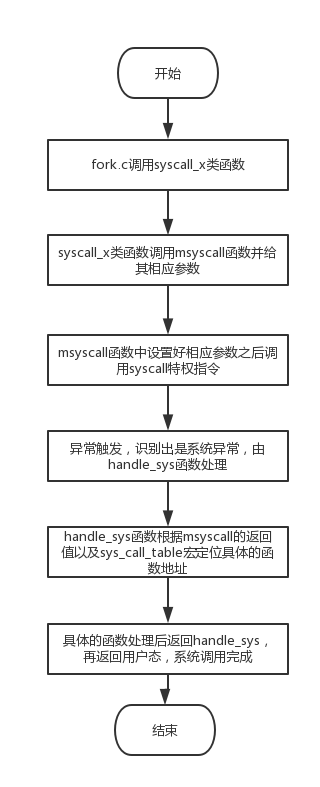 开始
fork.c调用syscall_x类函数
syscall_x类函数调用msyscall函数并给
其相应参数
msyscall函数中设置好相应参数之后调
用syscall特权指令
异常触发，识别出是系统异常，由
handle_sys函数处理
handle_sys函数根据msyscall的返回
值以及sys_call_table宏定位具体的函
数地址
具体的函数处理后返回handle_sys，
再返回用户态，系统调用完成
结束